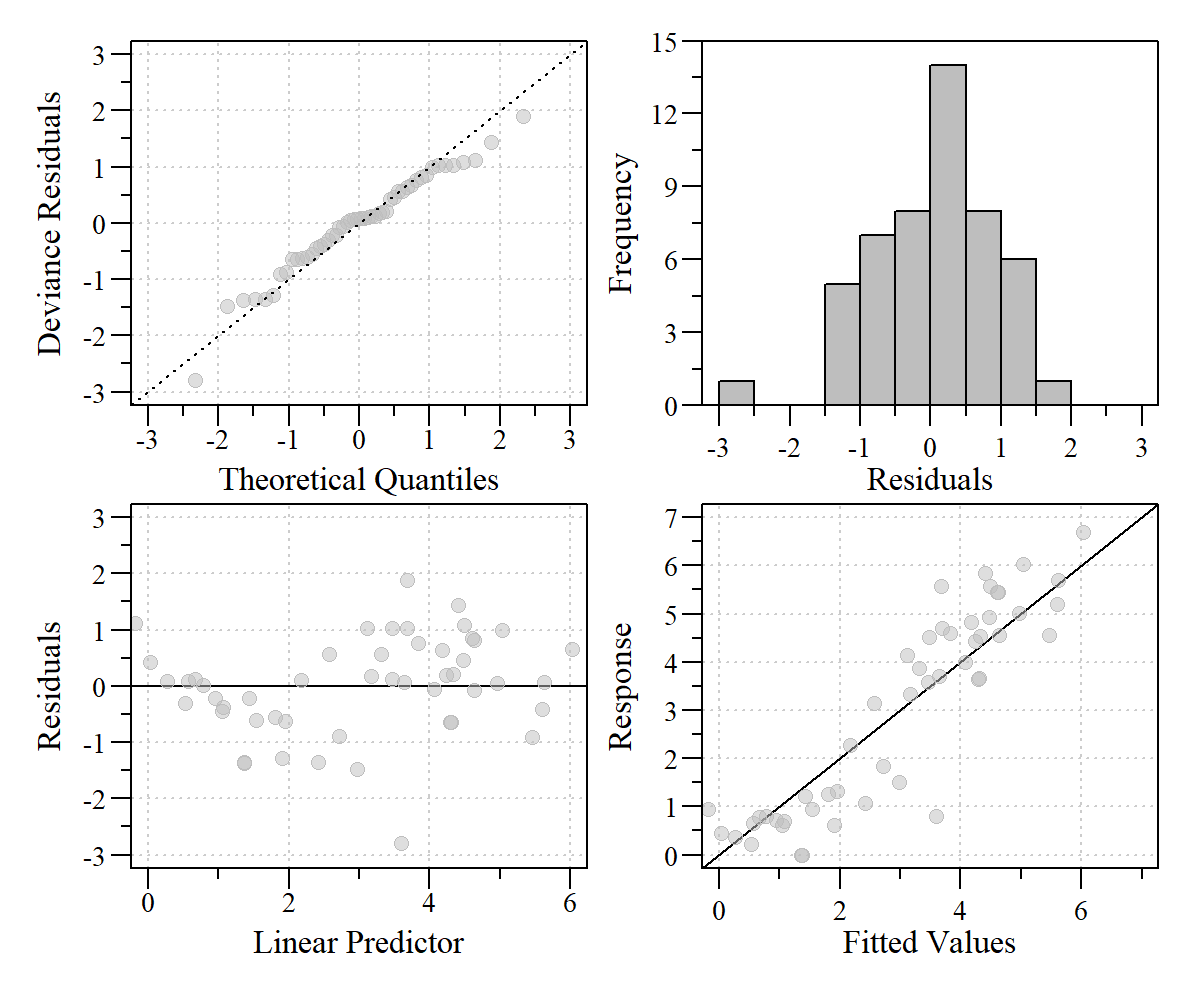 Deviance Residuals
3
2
1
0
-1
-2
-3
-3 -2 -1 0 1 2 3
Theoretical Quantiles
Frequency
15
12
9
6
3
0
-3 -2 -1 0 1 2 3
Residuals
Residuals
3
2
1
0
-1
-2
-3
0 2 4 6
Linear Predictor
Response
7
6
5
4
3
2
1
0
0 2 4 6
Fitted Values